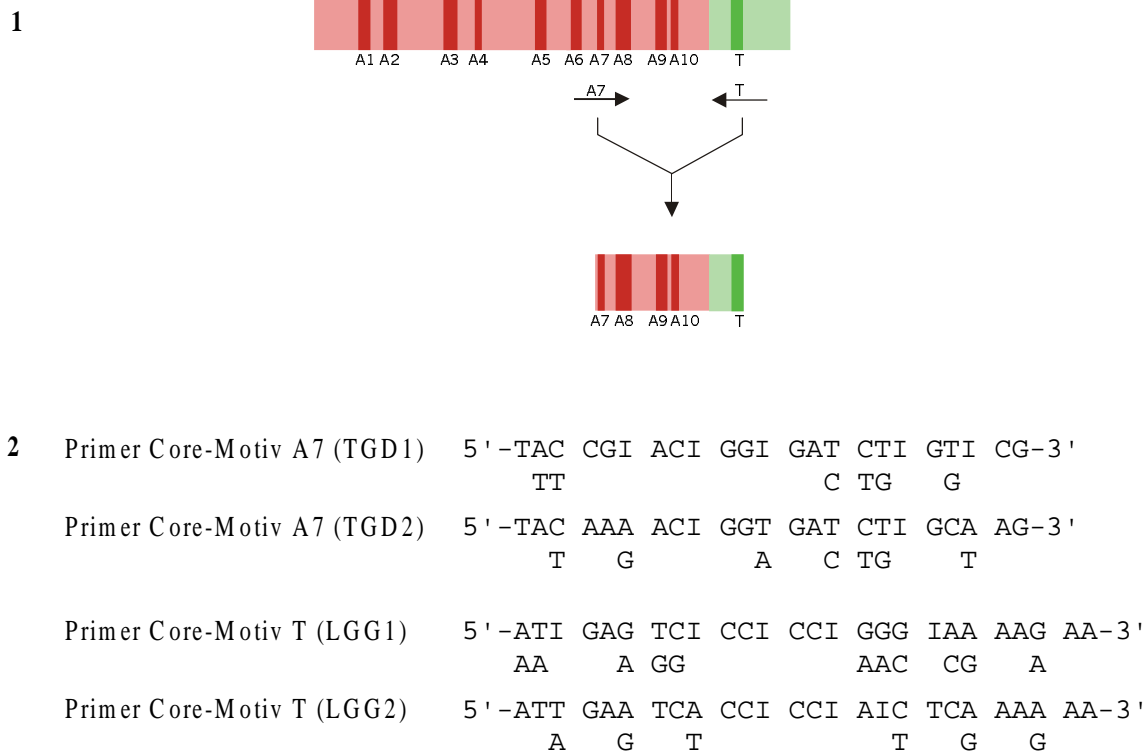 1
A1 A2 A3 A4 A5 A6 A7 A8 A9 A10 T
A7 T
A7 A8 A9 A10 T
2 Primer Core-Motiv A7 (TGD1) 5'-TAC CGI ACI GGI GAT CTI GTI CG-3'
TT C TG G
Primer Core-Motiv A7 (TGD2) 5'-TAC AAA ACI GGT GAT CTI GCA AG-3'
T G A C TG T
Primer Core-Motiv T (LGG1) 5'-ATI GAG TCI CCI CCI GGG IAA AAG AA-3'
AA A GG AAC CG A
Primer Core-Motiv T (LGG2) 5'-ATT GAA TCA CCI CCI AIC TCA AAA AA-3'
A G T T G G